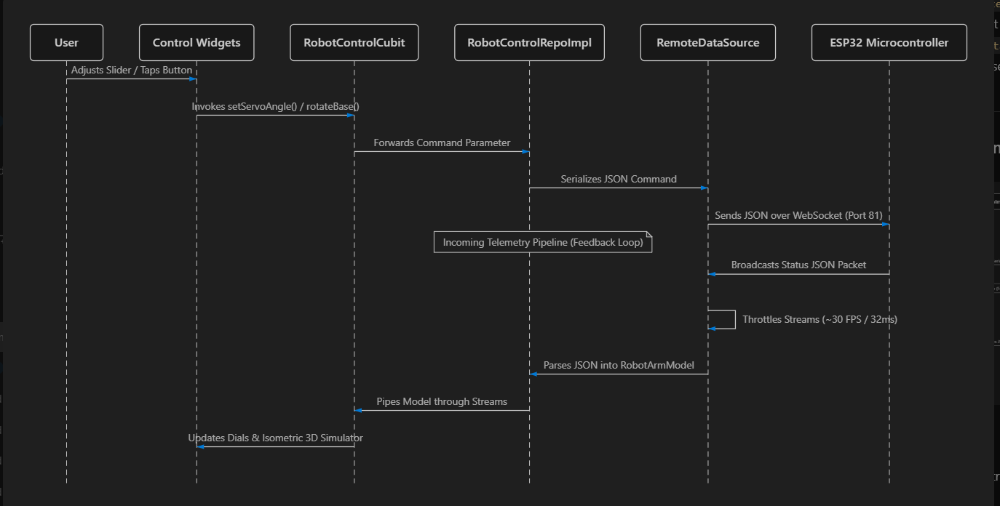 User
Control Widgets
RobotControlCubit
RobotControlRepoImpl
RemoteDataSource
ESP32 Microcontroller
Adjusts Slider / Taps Button
Invokes setServoAngle() / rotateBase()
Forwards Command Parameter
Serializes JSON Command
Sends JSON over WebSocket (Port 81)
Incoming Telemetry Pipeline (Feedback Loop)
Broadcasts Status JSON Packet
Throttles Streams (~30 FPS / 32ms)
Parses JSON into RobotArmModel
Pipes Model through Streams
Updates Dials & Isometric 3D Simulator